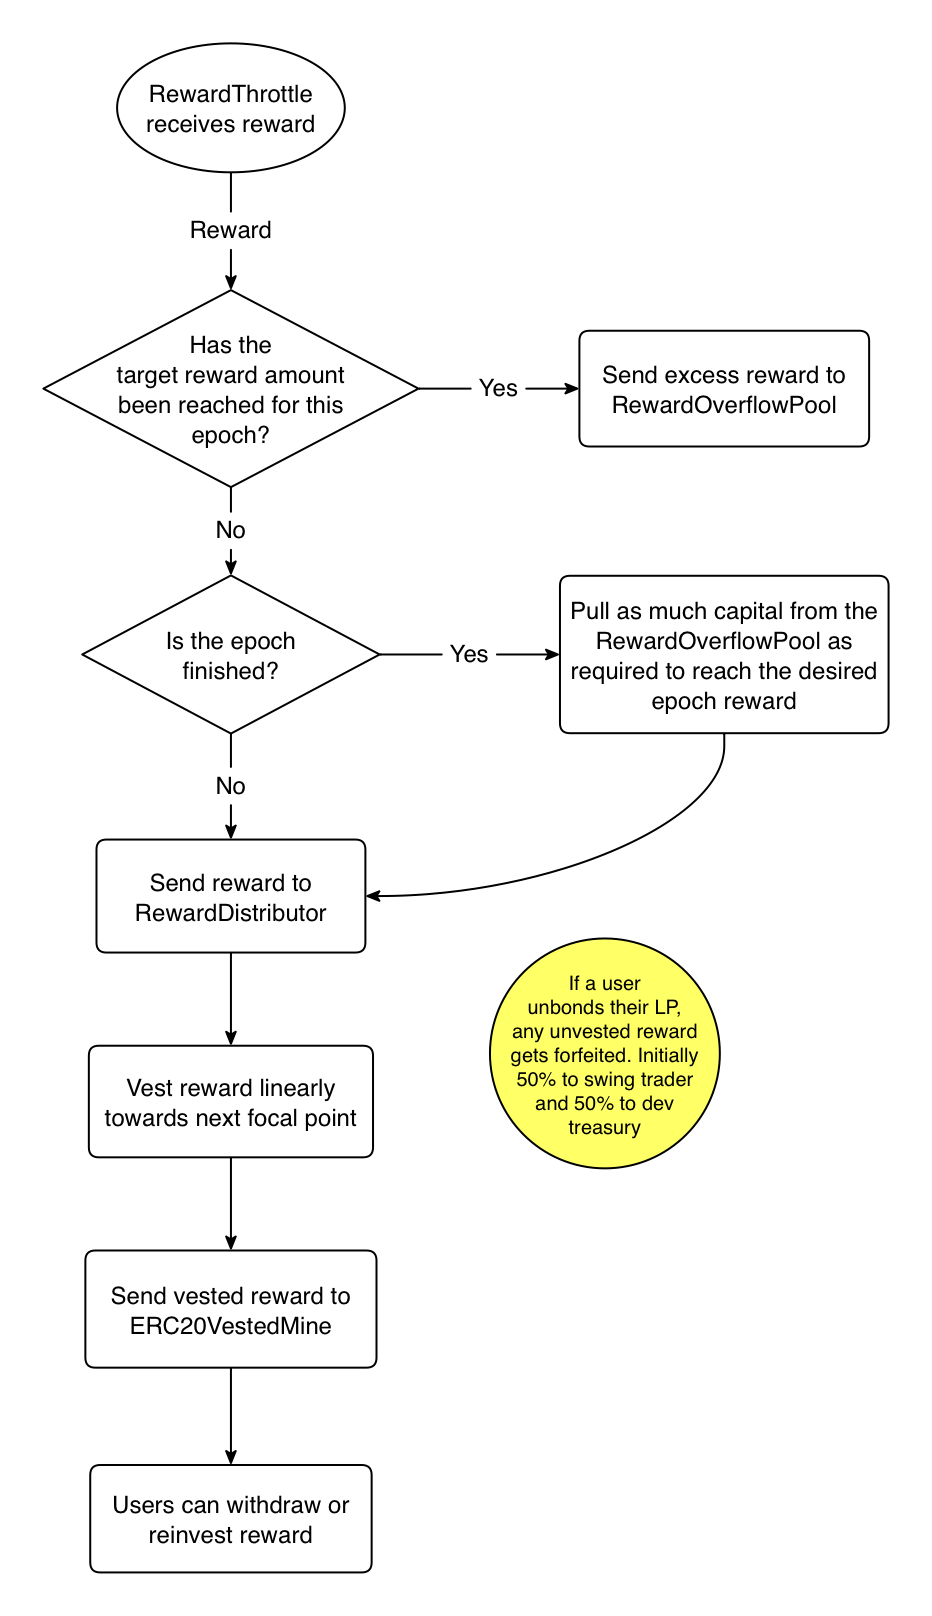 RewardThrottle
receives reward
Reward
Has the
target reward amount
been reached for this
epoch?
Yes
Send excess reward to
RewardOverflowPool
No
Is the epoch
finished?
Yes
Pull as much capital from the
RewardOverflowPool as
required to reach the desired
epoch reward
No
Send reward to
RewardDistributor
If a user
unbonds their LP,
any unvested reward
gets forfeited. Initially
50% to swing trader
and 50% to dev
treasury
Vest reward linearly
towards next focal point
Send vested reward to
ERC20VestedMine
Users can withdraw or
reinvest reward